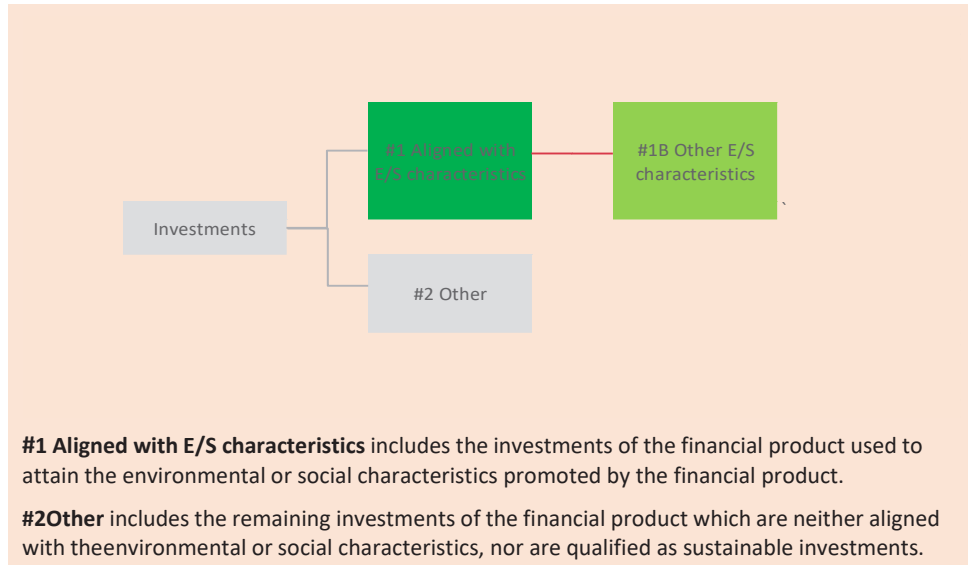 #1 Aligned with
E/S characteristics
#1B Other E/S
characteristics
`
Investments
#2 Other
#1 Aligned with E/S characteristics includes the investments of the financial product used to
attain the environmental or social characteristics promoted by the financial product.
#2Other includes the remaining investments of the financial product which are neither aligned
with theenvironmental or social characteristics, nor are qualified as sustainable investments.